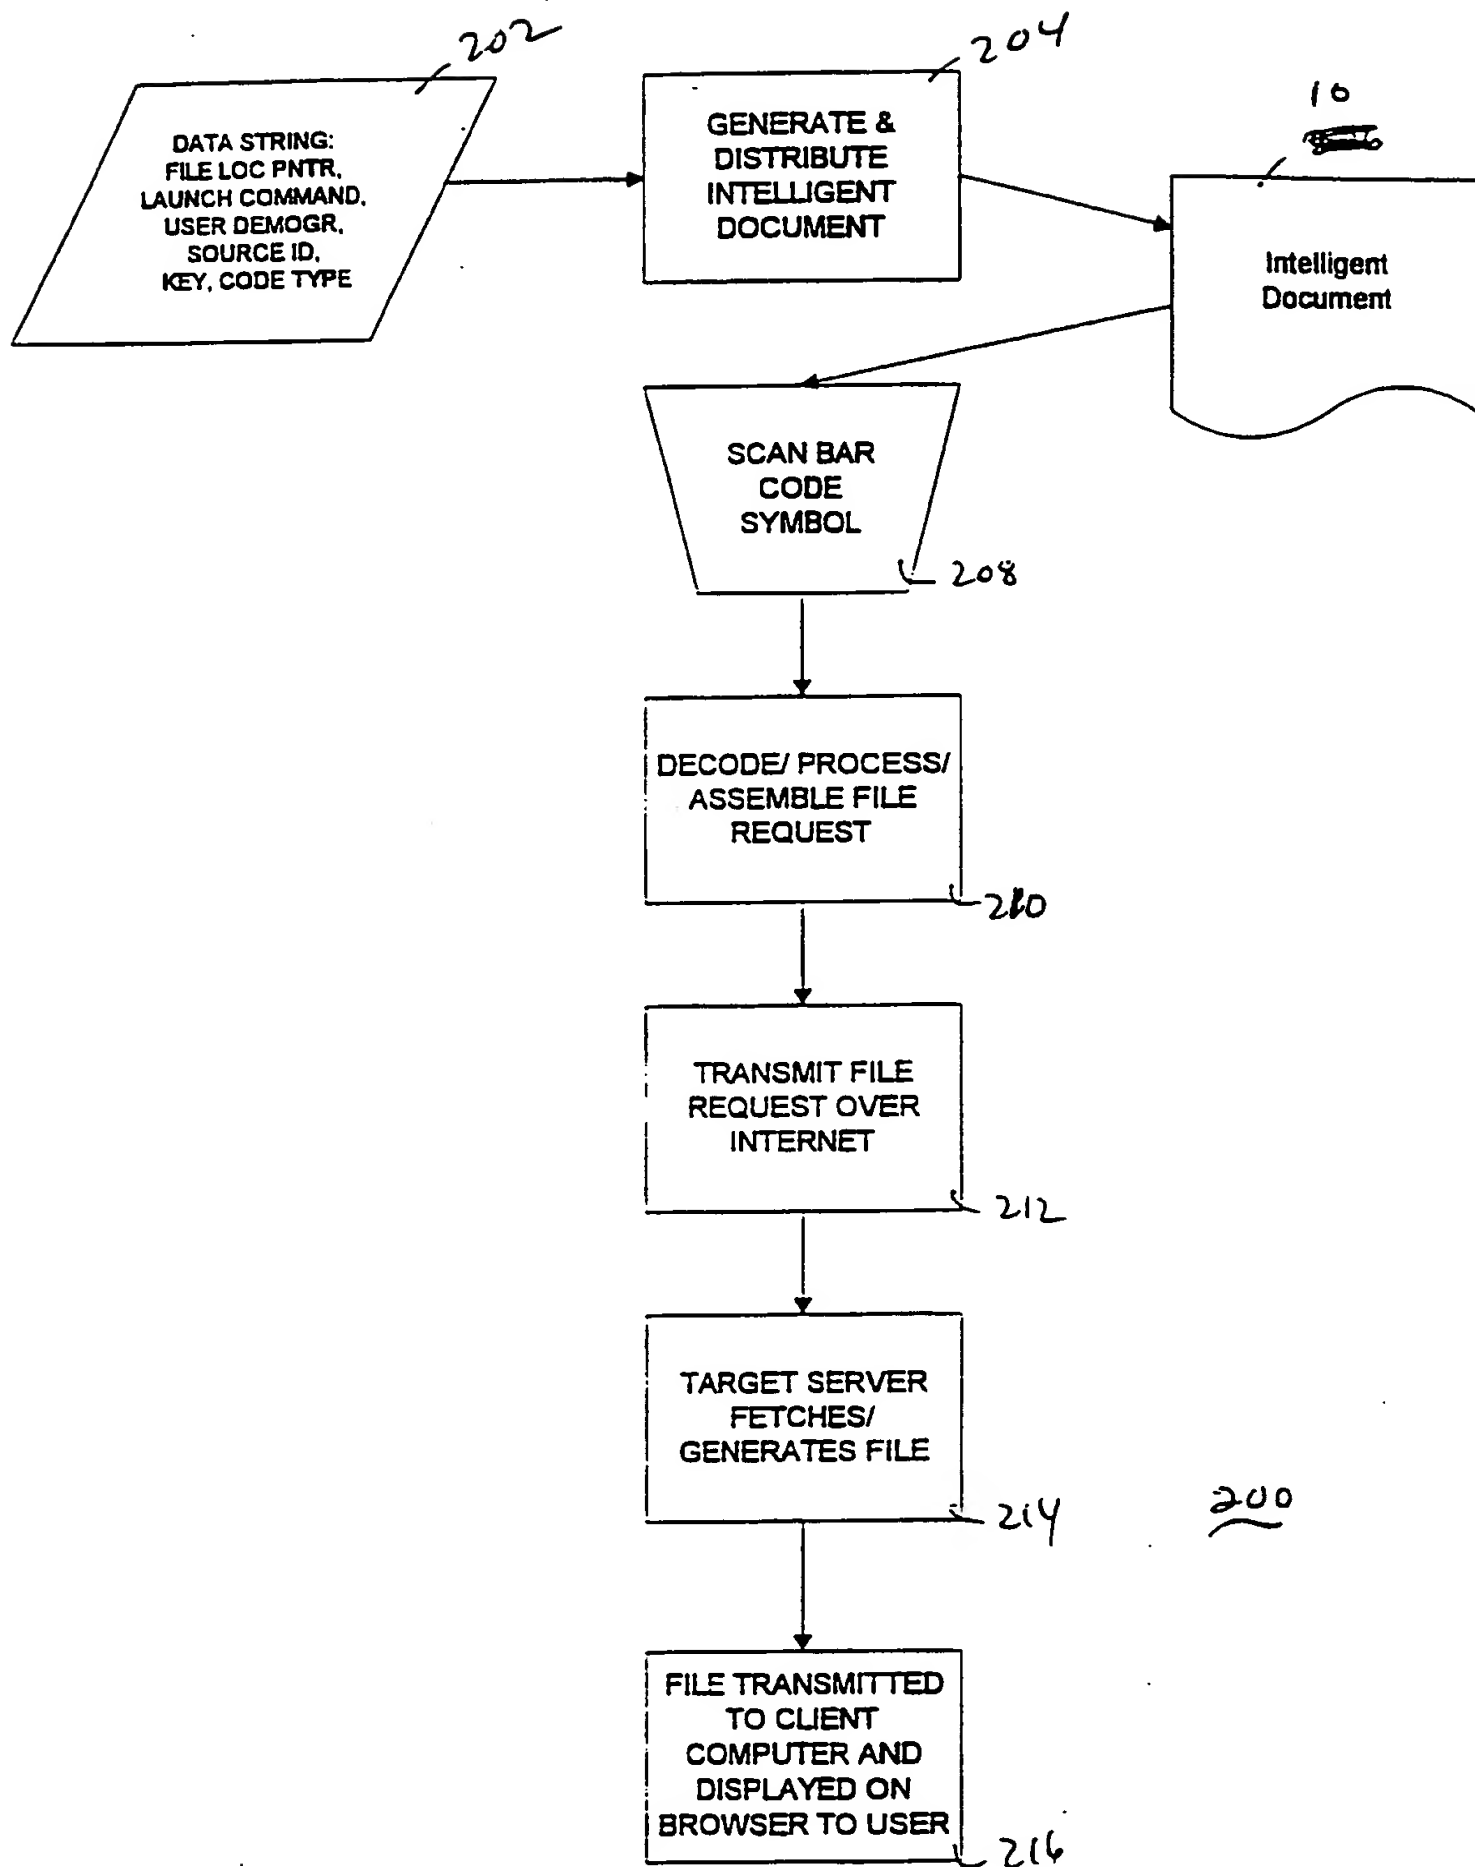 202
204
10
DATA STRING:
FILE LOC PNTR,
LAUNCH COMMAND,
USER DEMOGR,
SOURCE ID,
KEY, CODE TYPE
GENERATE &
DISTRIBUTE
INTELLIGENT
DOCUMENT
Intelligent
Document
SCAN BAR
CODE
SYMBOL
208
DECODE/ PROCESS/
ASSEMBLE FILE
REQUEST
210
TRANSMIT FILE
REQUEST OVER
INTERNET
212
TARGET SERVER
FETCHES/
GENERATES FILE
214
200
FILE TRANSMITTED
TO CLIENT
COMPUTER AND
DISPLAYED ON
BROWSER TO USER
216